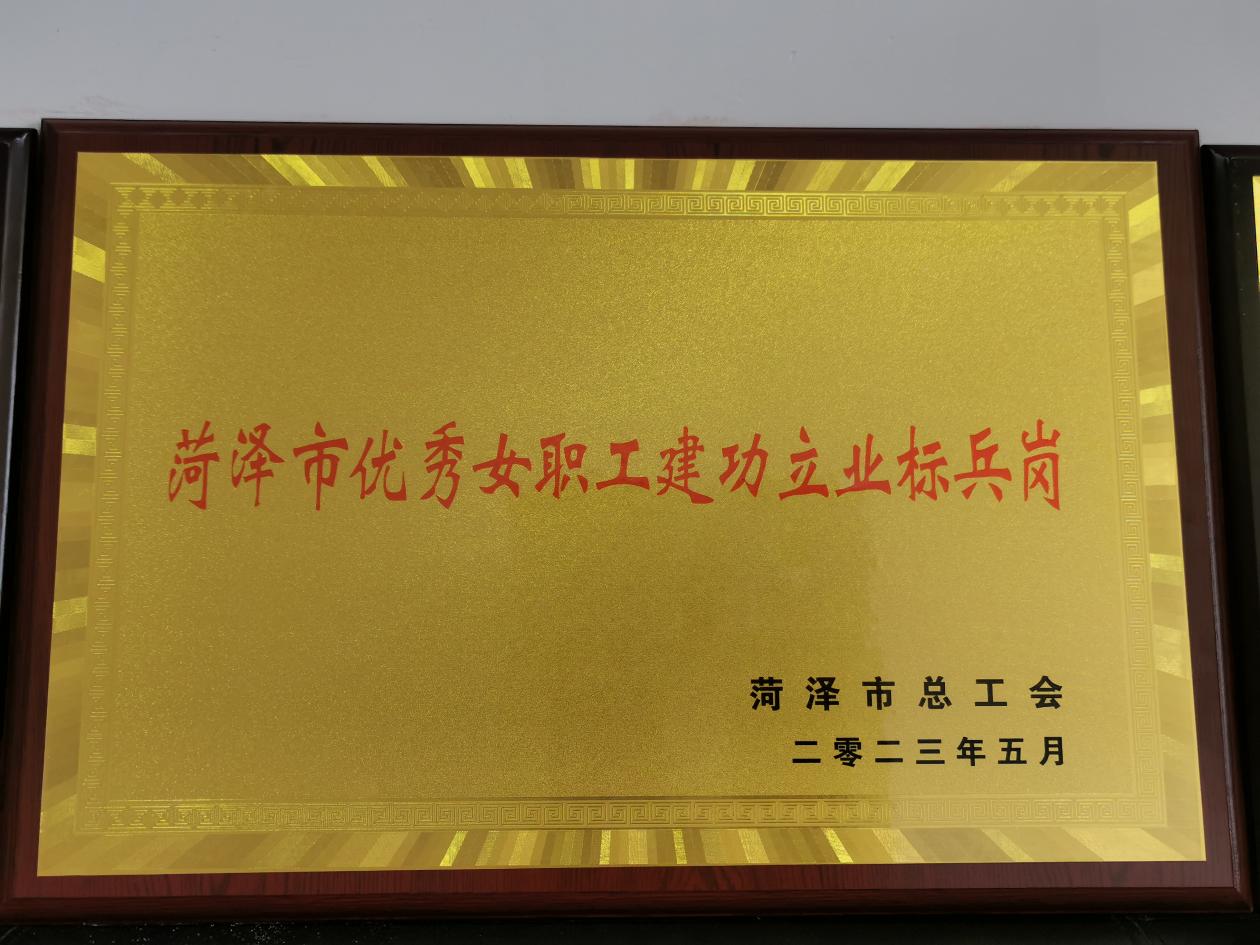 菏泽市优秀女职工建功立业标兵岗
菏泽市总工会
二零二三年五月